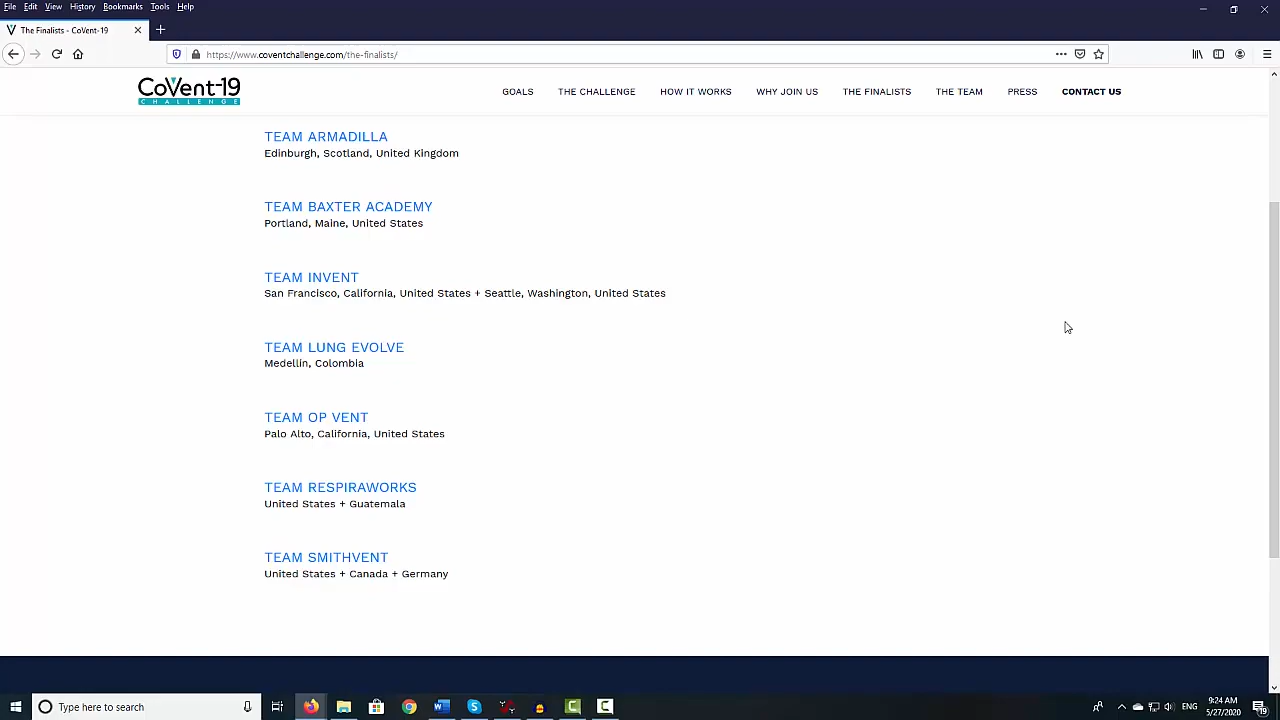 File Edit View History Bookmarks Tools Help
The Finalists - CoVent-19
https://www.coventchallenge.com/the-finalists/
CoVent-19
CHALLENGE
GOALS THE CHALLENGE HOW IT WORKS WHY JOIN US THE FINALISTS THE TEAM PRESS CONTACT US
TEAM ARMADILLA
Edinburgh, Scotland, United Kingdom
TEAM BAXTER ACADEMY
Portland, Maine, United States
TEAM INVENT
San Francisco, California, United States + Seattle, Washington, United States
TEAM LUNG EVOLVE
Medellín, Colombia
TEAM OP VENT
Palo Alto, California, United States
TEAM RESPIRAWORKS
United States + Guatemala
TEAM SMITHVENT
United States + Canada + Germany
Type here to search
ENG
9:24 AM
5/27/2020